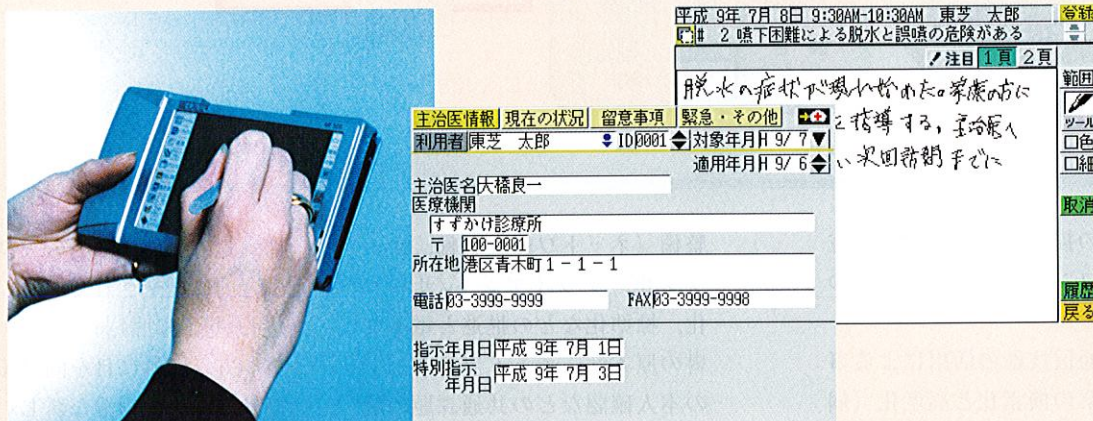 平成 9年 7月 8日 9:30AM-10:30AM 東芝 太郎 登録
# 2 嚥下困難による脱水と誤嚥の危険がある
注目 1頁 2頁
範囲
脱水の症状が現れ始めた。家族の方に
と指導する。主治医へ
い 次回訪問までに
ツール
色
細
取消
履歴
戻る
主治医情報 現在の状況 留意事項 緊急・その他
利用者 東芝 太郎 ID 0001 対象年月 H 9/ 7
適用年月 H 9/ 6
主治医名 大橋良一
医療機関
すずかけ診療所
〒 100-0001
所在地 港区青木町1-1-1
電話 03-3999-9999 FAX 03-3999-9998
指示年月日 平成 9年 7月 1日
特別指示
年月日 平成 9年 7月 3日